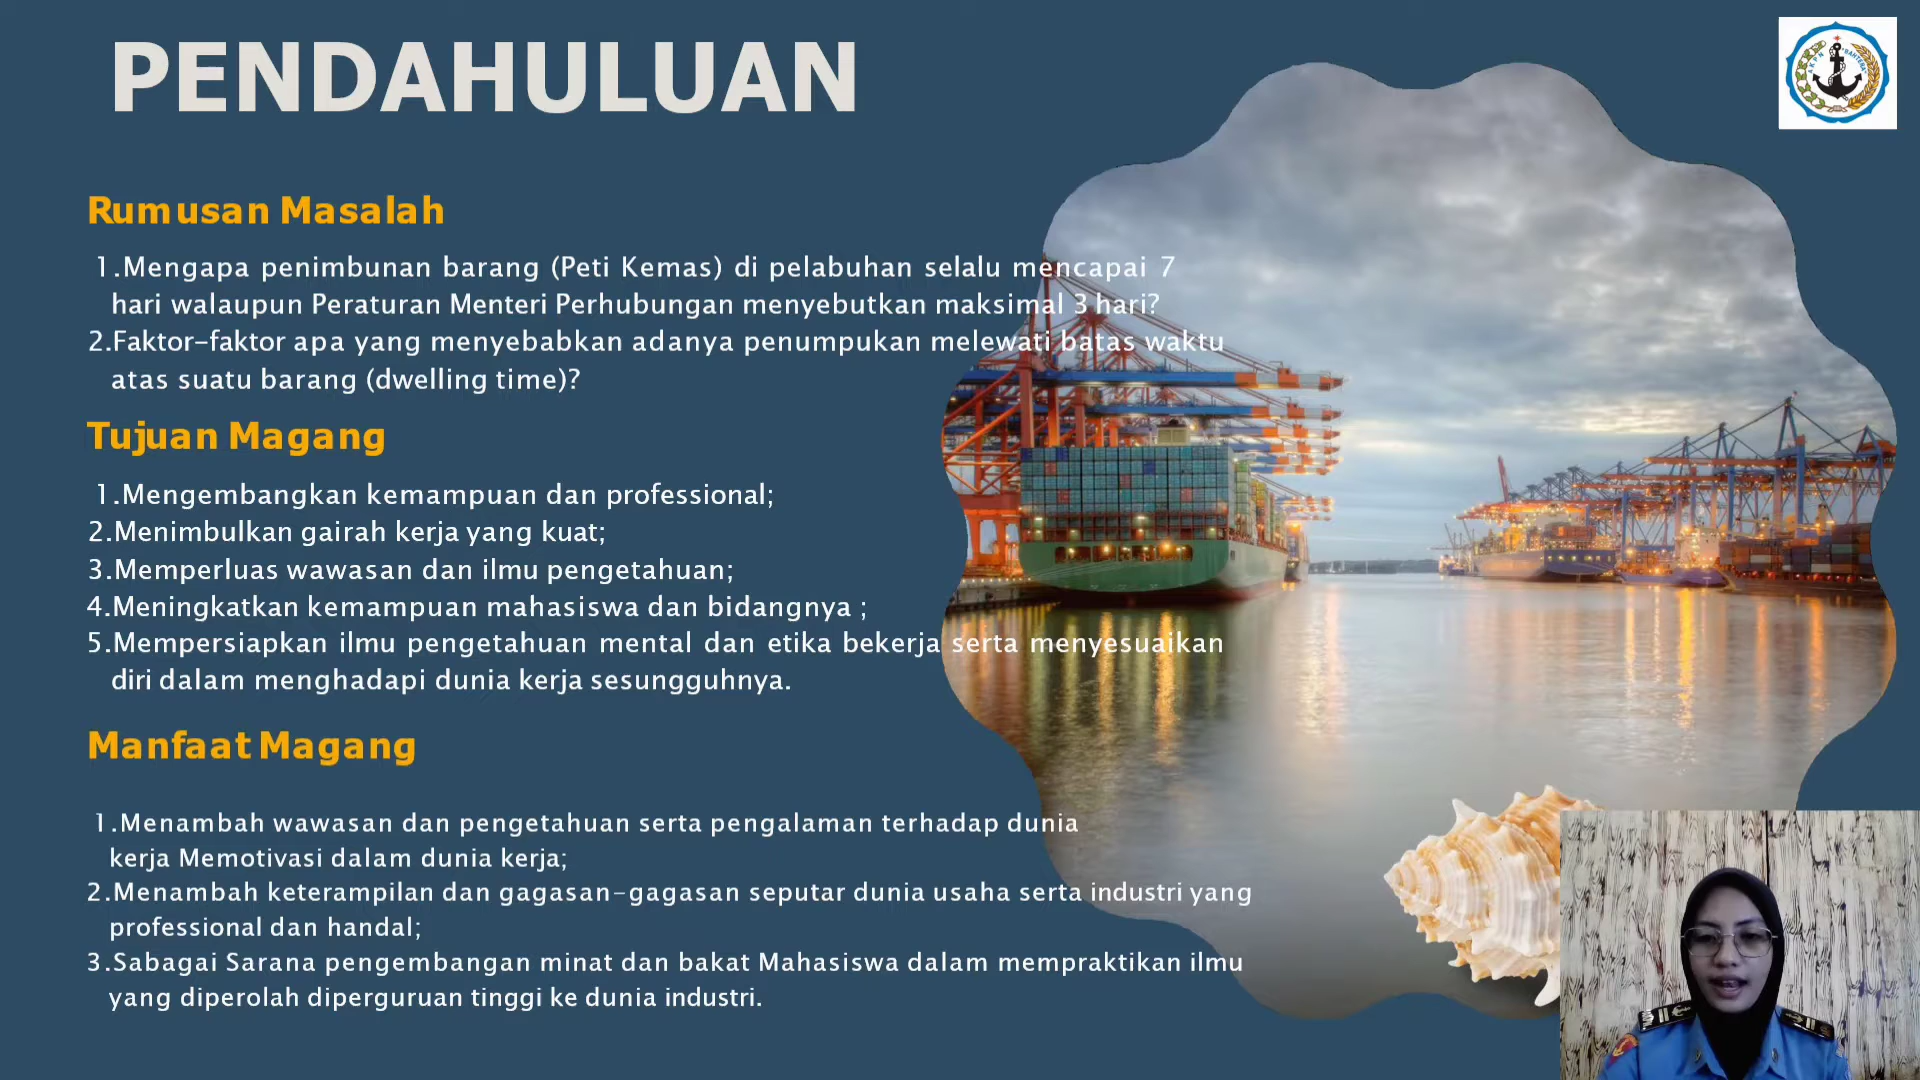 PENDAHULUAN
Rumusan Masalah
1.Mengapa penimbunan barang (Peti Kemas) di pelabuhan selalu mencapai 7
hari walaupun Peraturan Menteri Perhubungan menyebutkan maksimal 3 hari?
2.Faktor-faktor apa yang menyebabkan adanya penumpukan melewati batas waktu
atas suatu barang (dwelling time)?
Tujuan Magang
1.Mengembangkan kemampuan dan professional;
2.Menimbulkan gairah kerja yang kuat;
3.Memperluas wawasan dan ilmu pengetahuan;
4.Meningkatkan kemampuan mahasiswa dan bidangnya ;
5.Mempersiapkan ilmu pengetahuan mental dan etika bekerja serta menyesuaikan
diri dalam menghadapi dunia kerja sesungguhnya.
Manfaat Magang
1.Menambah wawasan dan pengetahuan serta pengalaman terhadap dunia
kerja Memotivasi dalam dunia kerja;
2.Menambah keterampilan dan gagasan-gagasan seputar dunia usaha serta industri yang
professional dan handal;
3.Sabagai Sarana pengembangan minat dan bakat Mahasiswa dalam mempraktikan ilmu
yang diperolah diperguruan tinggi ke dunia industri.